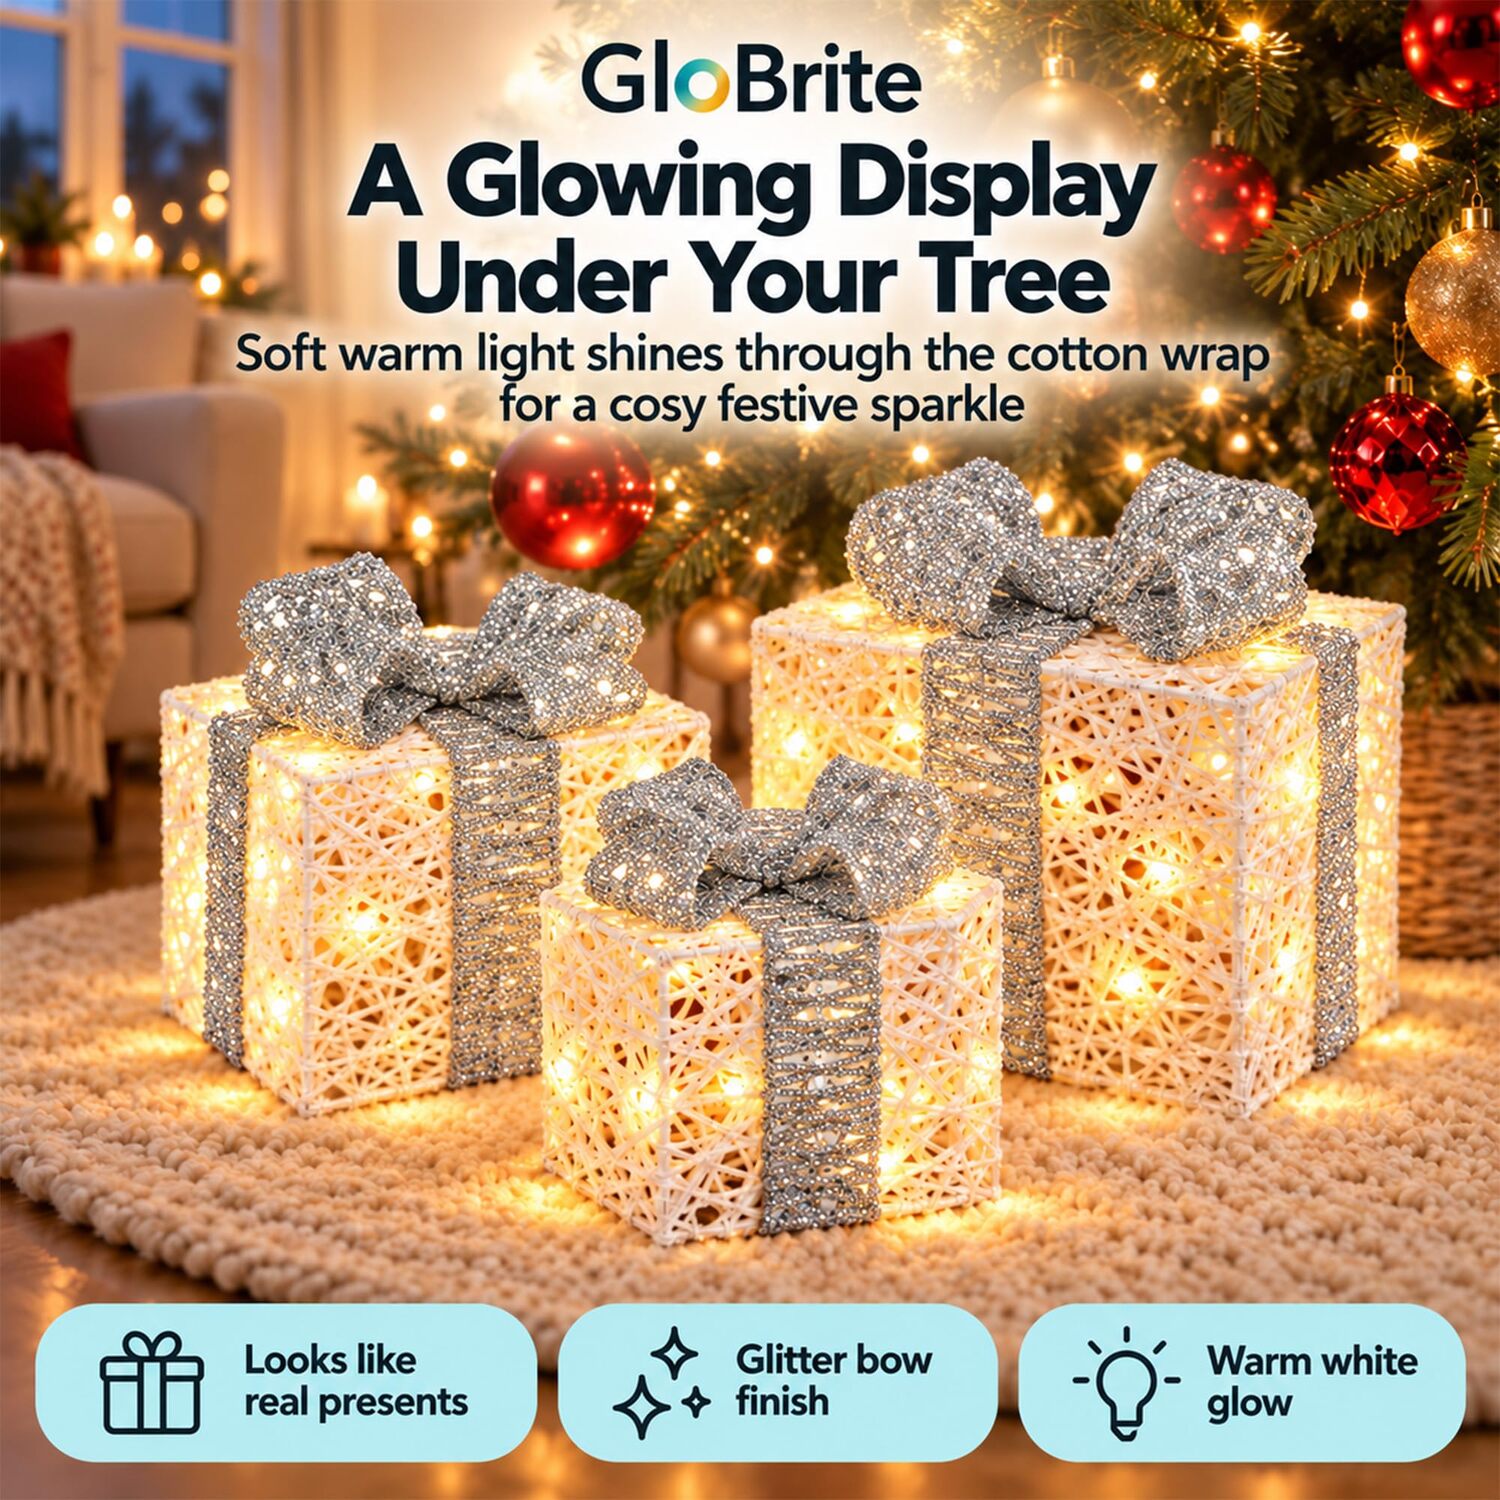 GloBrite
A Glowing Display
Under Your Tree
Soft warm light shines through the cotton wrap
for a cosy festive sparkle
Looks like
real presents
Glitter bow
finish
Warm white
glow